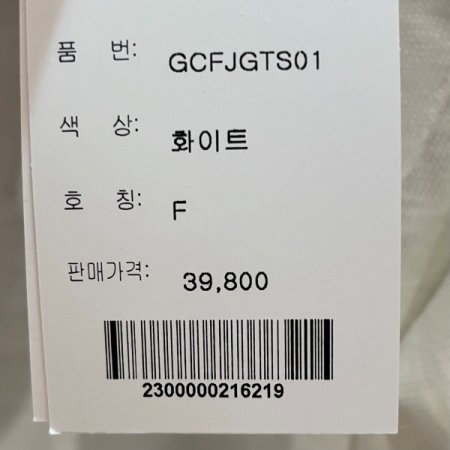 품 번: GCFJGTS01
색 상: 화이트
호 칭: F
판매가격: 39,800
2300000216219